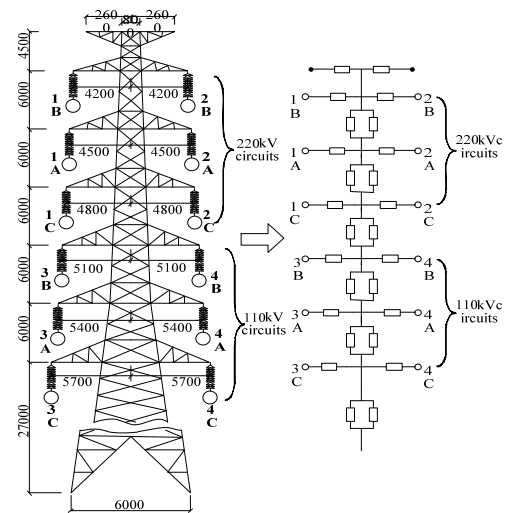 260 80 260
0 0 0
4500
6000
4200 4200
1 2
B B
6000
4500 4500
1 2
A A
220kV
circuits
6000
4800 4800
1 2
C C
6000
5100 5100
3 4
B B
6000
5400 5400
3 4
A A
110kV
circuits
5700 5700
3 4
C C
27000
6000
1 2
B B
1 2
A A
220kVc
ircuits
1 2
C C
3 4
B B
3 4
A A
110kVc
ircuits
3 4
C C